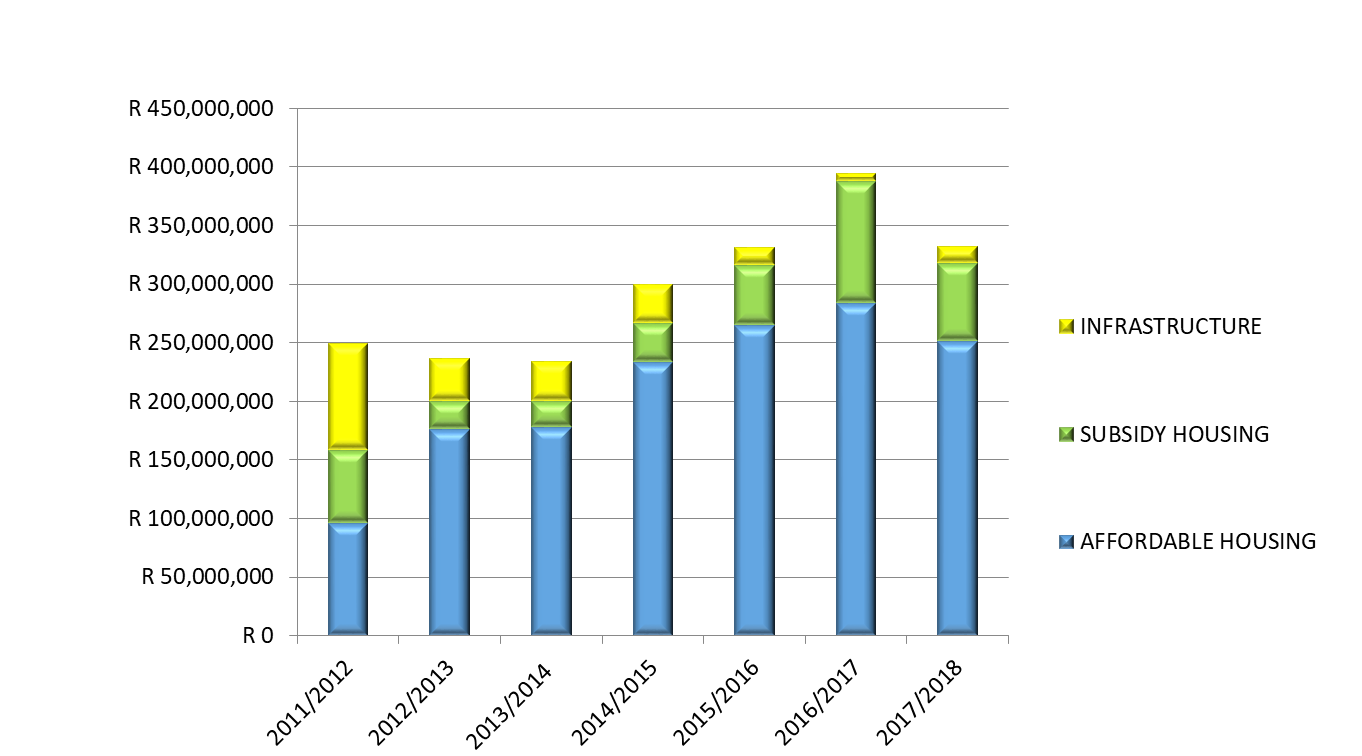 R 450,000,000
R 400,000,000
R 350,000,000
R 300,000,000
R 250,000,000
R 200,000,000
R 150,000,000
R 100,000,000
R 50,000,000
R 0
2011/2012
2012/2013
2013/2014
2014/2015
2015/2016
2016/2017
2017/2018
INFRASTRUCTURE
SUBSIDY HOUSING
AFFORDABLE HOUSING